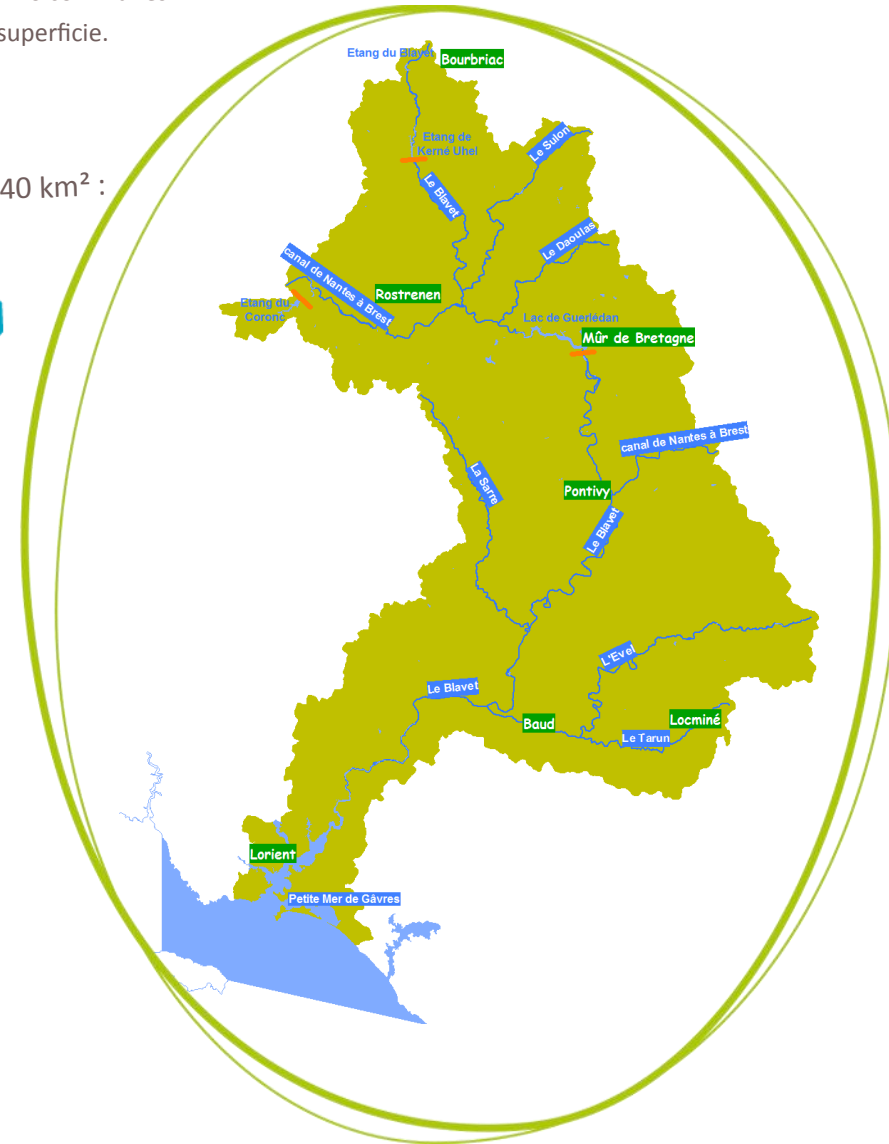 superficie.
40 km² :
Etang du Blavet
Bourbriac
Etang de
Kerné Uhel
Le Sulon
Le Blavet
Le Daoulas
canal de Nantes à Brest
Rostrenen
Etang du
Coronc
Lac de Guerlédan
Mûr de Bretagne
canal de Nantes à Brest
La Sarre
Pontivy
Le Blavet
L'Evel
Le Blavet
Baud
Locminé
Le Tarun
Lorient
Petite Mer de Gâvres